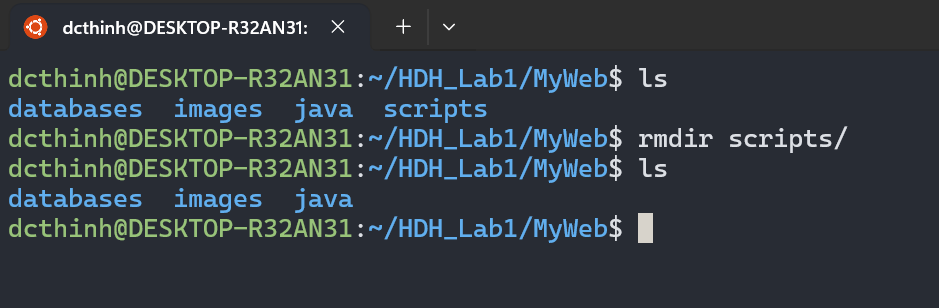 dcthinh@DESKTOP-R32AN31:
dcthinh@DESKTOP-R32AN31:~/HDH_Lab1/MyWeb$ ls
databases  images  java  scripts
dcthinh@DESKTOP-R32AN31:~/HDH_Lab1/MyWeb$ rmdir scripts/
dcthinh@DESKTOP-R32AN31:~/HDH_Lab1/MyWeb$ ls
databases  images  java
dcthinh@DESKTOP-R32AN31:~/HDH_Lab1/MyWeb$